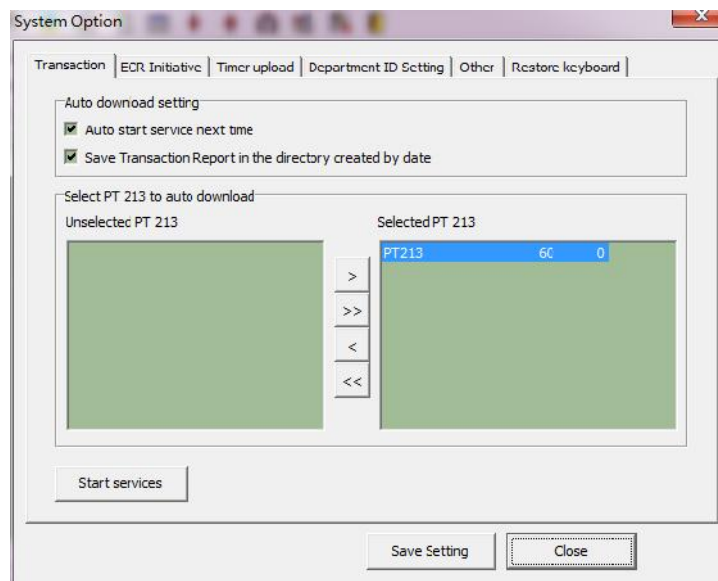 System Option
X
Transaction ECR Initiative Timer upload Department ID Setting Other Restore keyboard
Auto download setting
Auto start service next time
Save Transaction Report in the directory created by date
Select PT 213 to auto download
Unselected PT 213 Selected PT 213
PT213 60 0
>
>>
<
<<
Start services
Save Setting Close